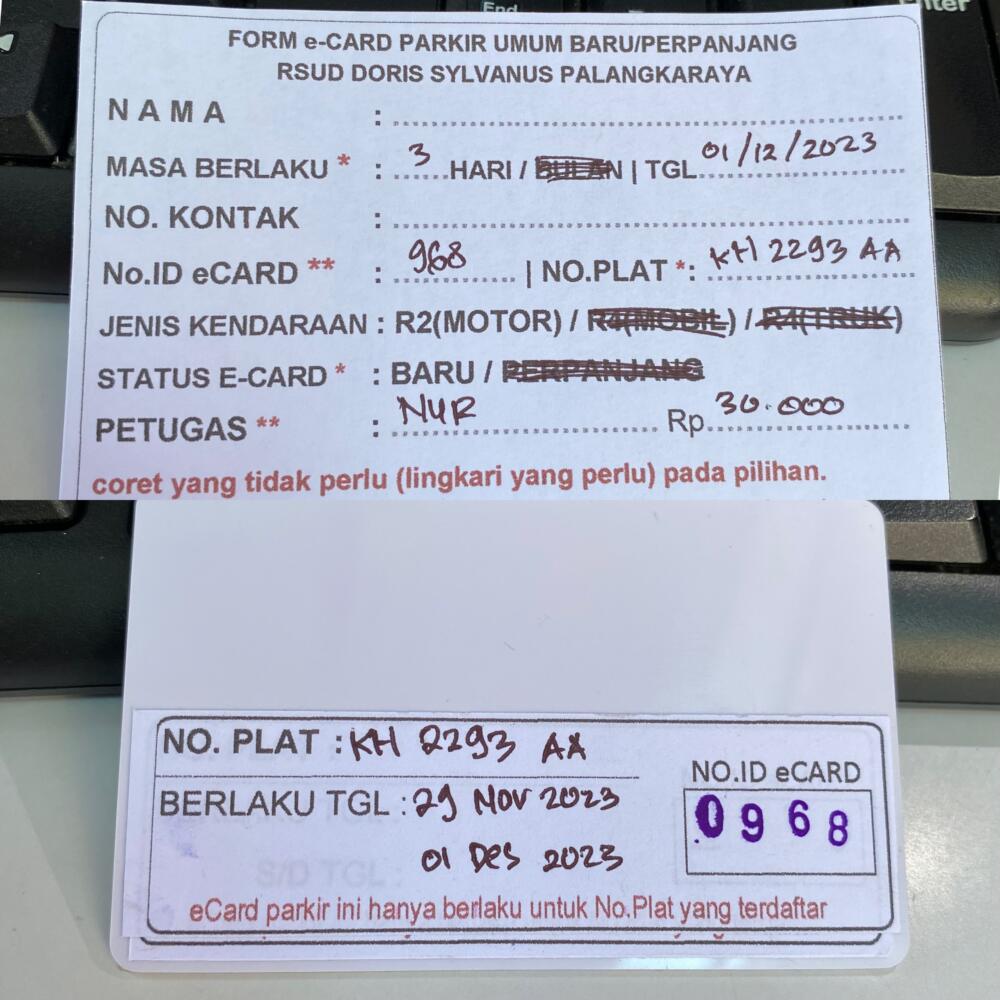 End
Enter
FORM e-CARD PARKIR UMUM BARU/PERPANJANG
RSUD DORIS SYLVANUS PALANGKARAYA
NAMA :
MASA BERLAKU * : 3 HARI / BULAN | TGL 01/12/2023
NO. KONTAK :
No.ID eCARD ** : 968 | NO.PLAT *: KH 2293 AA
JENIS KENDARAAN : R2(MOTOR) / R4(MOBIL) / R4(TRUK)
STATUS E-CARD * : BARU / PERPANJANG
PETUGAS ** : NUR Rp 30.000
coret yang tidak perlu (lingkari yang perlu) pada pilihan.
NO. PLAT : KH 2293 AA
NO.ID eCARD
BERLAKU TGL : 29 NOV 2023
0968
S/D TGL : 01 DES 2023
eCard parkir ini hanya berlaku untuk No.Plat yang terdaftar